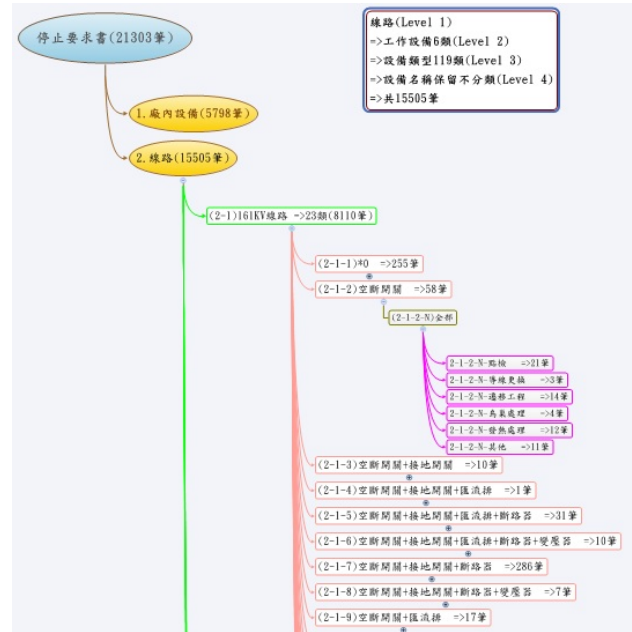 停止要求書(21303筆)
線路(Level 1)
=>工作設備6類(Level 2)
=>設備類型119類(Level 3)
=>設備名稱保留不分類(Level 4)
=>共15505筆
1.廠內設備(5798筆)
2.線路(15505筆)
(2-1)161KV線路 =>23類(8110筆)
(2-1-1)*0 =>255筆
(2-1-2)空斷開關 =>58筆
(2-1-2-N)全部
2-1-2-N-點檢 =>21筆
2-1-2-N-導線更換 =>3筆
2-1-2-N-遷移工程 =>14筆
2-1-2-N-鳥巢處理 =>4筆
2-1-2-N-發熱處理 =>12筆
2-1-2-N-其他 =>11筆
(2-1-3)空斷開關+接地開關 =>10筆
(2-1-4)空斷開關+接地開關+匯流排 =>1筆
(2-1-5)空斷開關+接地開關+匯流排+斷路器 =>31筆
(2-1-6)空斷開關+接地開關+匯流排+斷路器+變壓器 =>10筆
(2-1-7)空斷開關+接地開關+斷路器 =>286筆
(2-1-8)空斷開關+接地開關+斷路器+變壓器 =>7筆
(2-1-9)空斷開關+匯流排 =>17筆